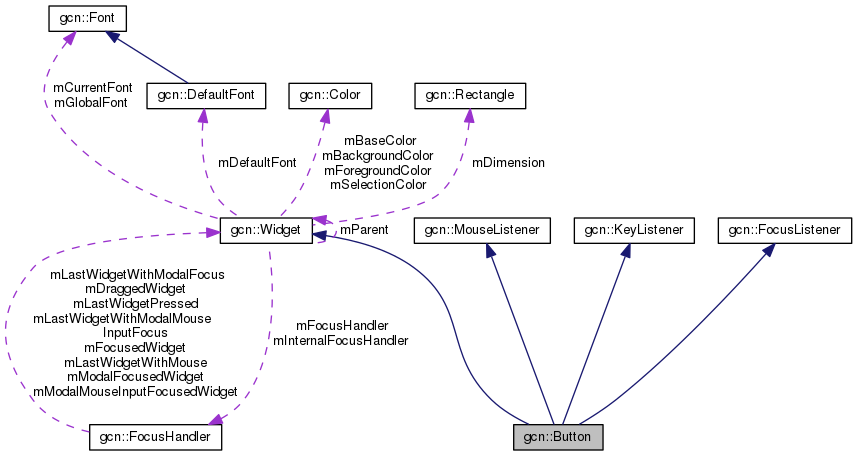 gcn::Font
mCurrentFont
mGlobalFont
gcn::DefaultFont
gcn::Color
gcn::Rectangle
mDefaultFont
mBaseColor
mBackgroundColor
mForegroundColor
mSelectionColor
mDimension
gcn::Widget
mParent
gcn::MouseListener
gcn::KeyListener
gcn::FocusListener
mLastWidgetWithModalFocus
mDraggedWidget
mLastWidgetPressed
mLastWidgetWithModalMouse
InputFocus
mFocusedWidget
mLastWidgetWithMouse
mModalFocusedWidget
mModalMouseInputFocusedWidget
mFocusHandler
mInternalFocusHandler
gcn::FocusHandler
gcn::Button